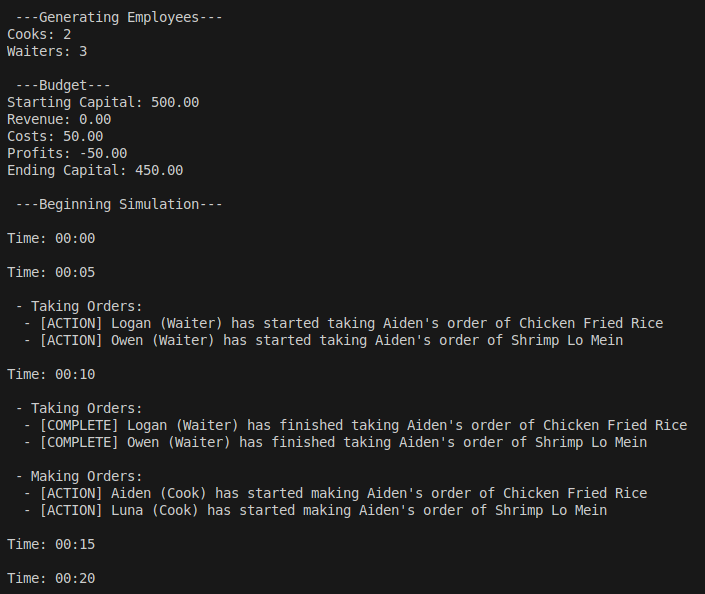 ---Generating Employees---
Cooks: 2
Waiters: 3
---Budget---
Starting Capital: 500.00
Revenue: 0.00
Costs: 50.00
Profits: -50.00
Ending Capital: 450.00
---Beginning Simulation---
Time: 00:00
Time: 00:05
- Taking Orders:
- [ACTION] Logan (Waiter) has started taking Aiden's order of Chicken Fried Rice
- [ACTION] Owen (Waiter) has started taking Aiden's order of Shrimp Lo Mein
Time: 00:10
- Taking Orders:
- [COMPLETE] Logan (Waiter) has finished taking Aiden's order of Chicken Fried Rice
- [COMPLETE] Owen (Waiter) has finished taking Aiden's order of Shrimp Lo Mein
- Making Orders:
- [ACTION] Aiden (Cook) has started making Aiden's order of Chicken Fried Rice
- [ACTION] Luna (Cook) has started making Aiden's order of Shrimp Lo Mein
Time: 00:15
Time: 00:20